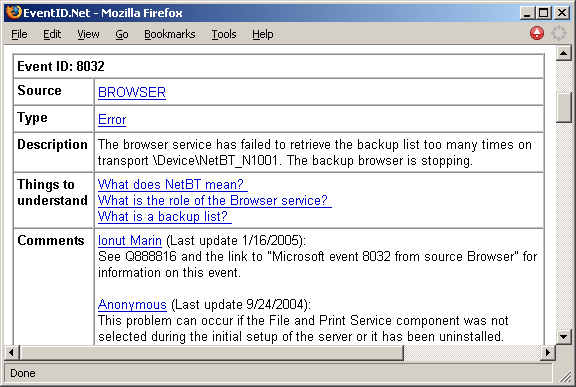 EventID.Net - Mozilla Firefox
File Edit View Go Bookmarks Tools Help
Event ID: 8032
Source BROWSER
Type Error
Description The browser service has failed to retrieve the backup list too many times on
transport \Device\NetBT_N1001. The backup browser is stopping.
Things to What does NetBT mean?
understand What is the role of the Browser service?
What is a backup list?
Comments Ionut Marin (Last update 1/16/2005):
See Q888816 and the link to "Microsoft event 8032 from source Browser" for
information on this event.
Anonymous (Last update 9/24/2004):
This problem can occur if the File and Print Service component was not
selected during the initial setup of the server or it has been uninstalled.
Done